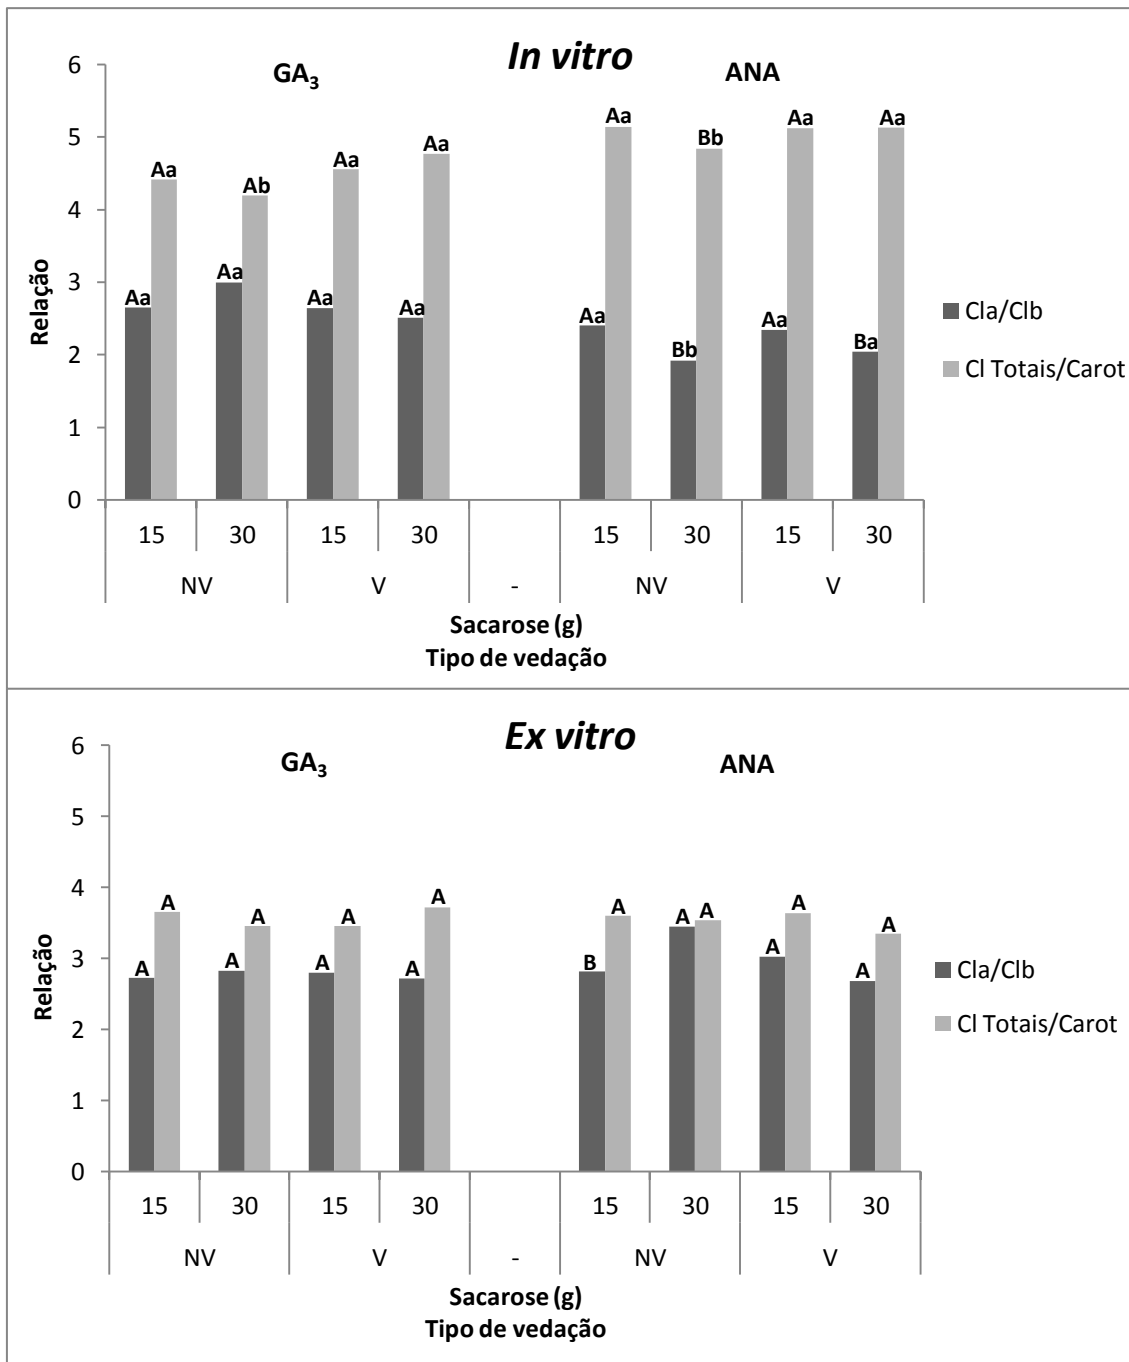 In vitro
GA₃ ANA
6
5
4
3
2
1
0
Relação
Aa Aa Aa Ab Aa Aa Aa Aa
Aa Aa Bb Bb Aa Aa Ba Aa
Cla/Clb
Cl Totais/Carot
15 30 15 30 15 30 15 30
NV V - NV V
Sacarose (g)
Tipo de vedação
Ex vitro
GA₃ ANA
6
5
4
3
2
1
0
Relação
A A A A A A A A
B A A A A A A A
Cla/Clb
Cl Totais/Carot
15 30 15 30 15 30 15 30
NV V - NV V
Sacarose (g)
Tipo de vedação